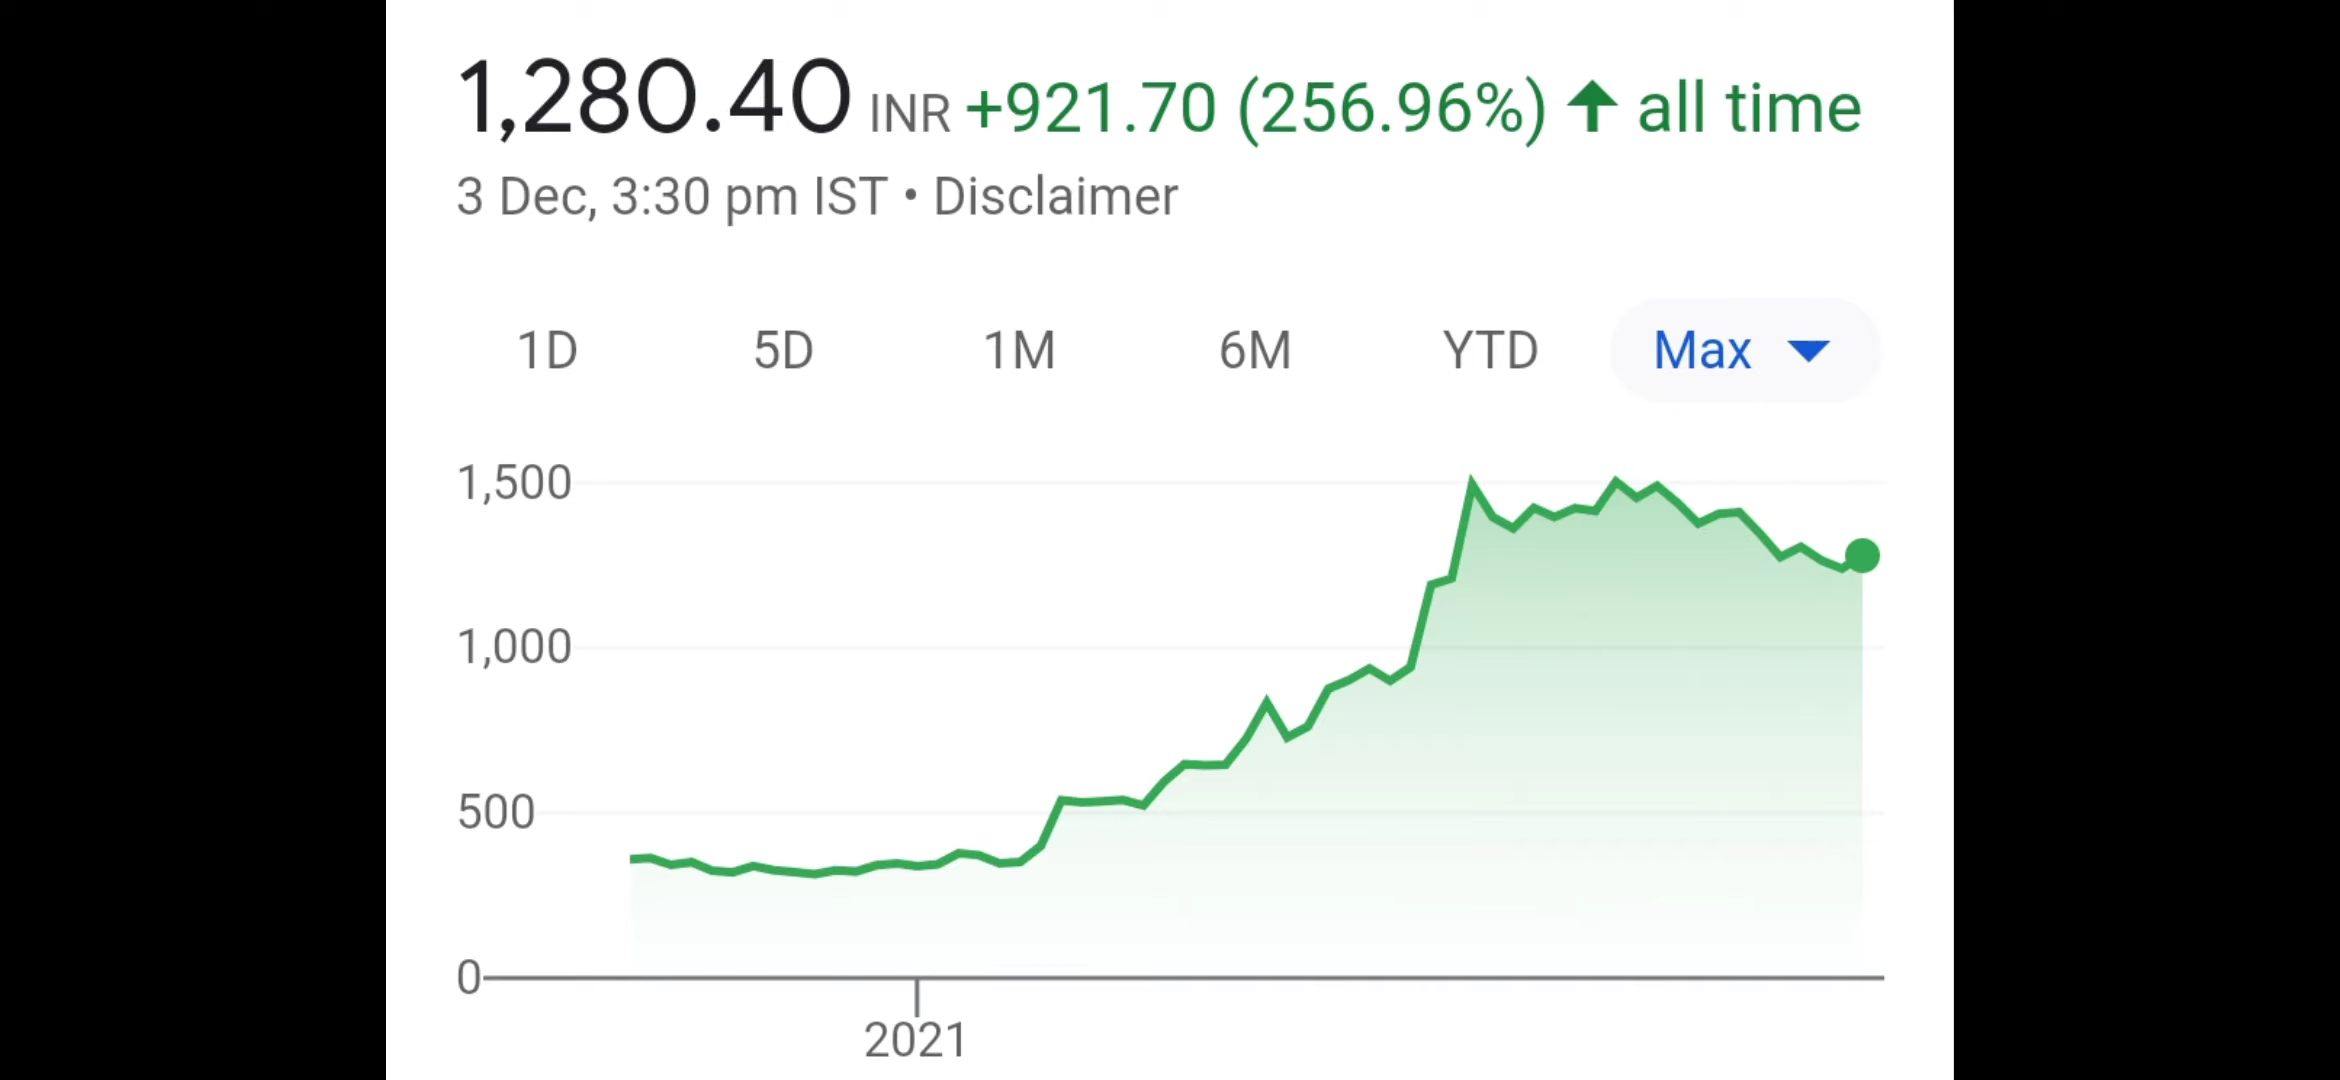 1,280.40 INR +921.70 (256.96%) ↑ all time
3 Dec, 3:30 pm IST • Disclaimer
1D 5D 1M 6M YTD Max
1,500
1,000
500
0
2021